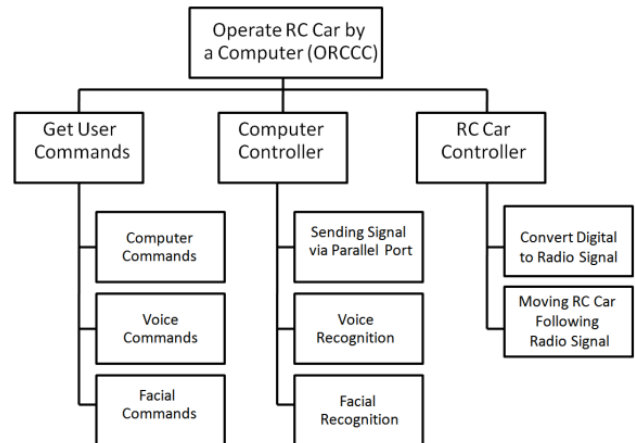 Operate RC Car by
a Computer (ORCCC)
Get User
Commands
Computer
Controller
RC Car
Controller
Computer
Commands
Voice
Commands
Facial
Commands
Sending Signal
via Parallel Port
Voice
Recognition
Facial
Recognition
Convert Digital
to Radio Signal
Moving RC Car
Following
Radio Signal